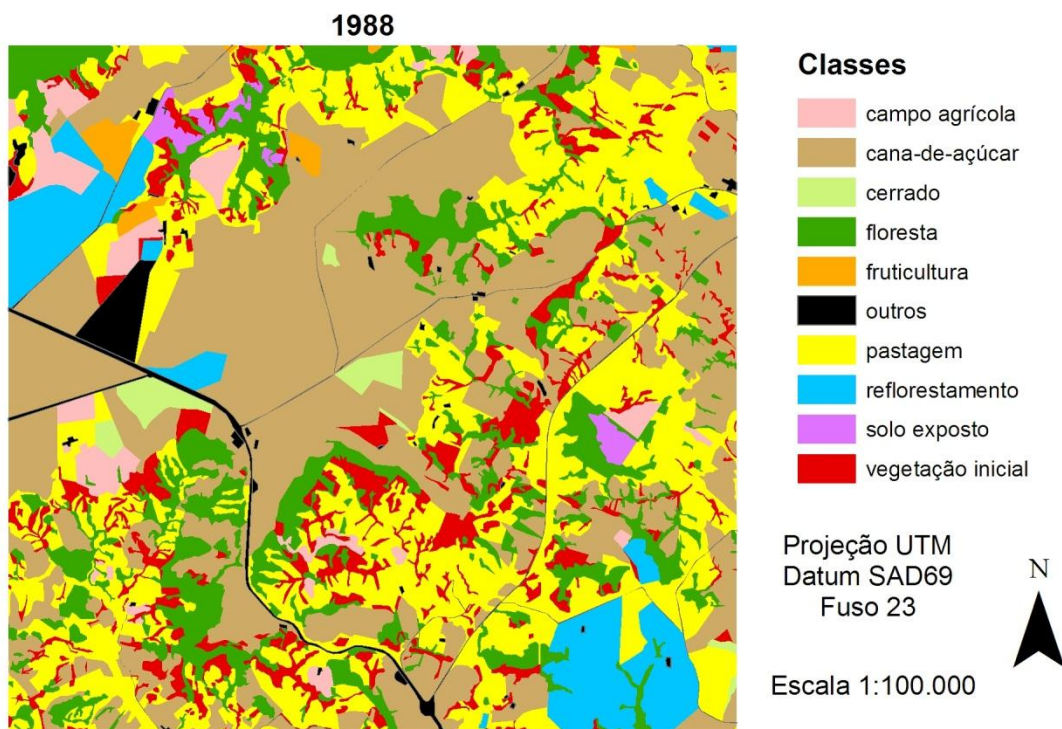 1988
Classes
campo agrícola
cana-de-açúcar
cerrado
floresta
fruticultura
outros
pastagem
reflorestamento
solo exposto
vegetação inicial
Projeção UTM
Datum SAD69
Fuso 23
N
Escala 1:100.000